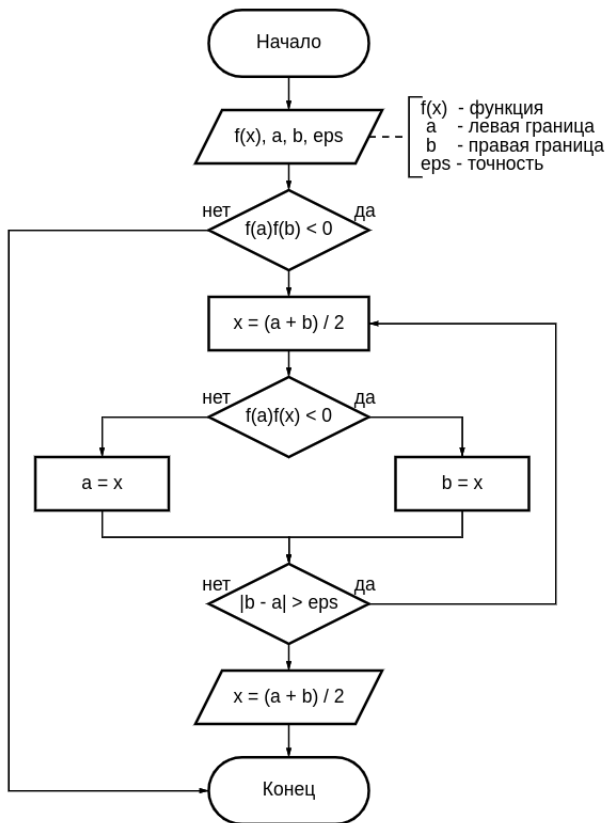 Начало
f(x), a, b, eps
f(x) - функция
a - левая граница
b - правая граница
eps - точность
нет
да
f(a)f(b) < 0
x = (a + b) / 2
нет
да
f(a)f(x) < 0
a = x
b = x
нет
да
|b - a| > eps
x = (a + b) / 2
Конец